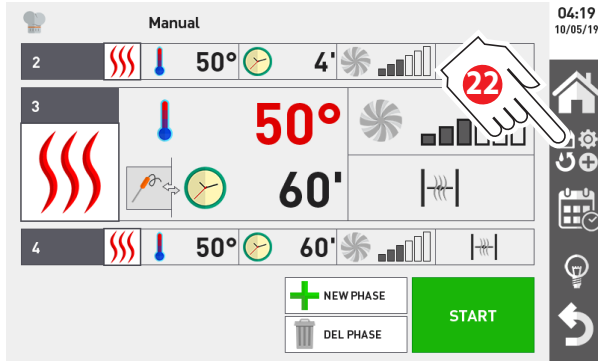 Manual
04:19
10/05/19
2 50° 4'
22
3
50°
60'
4 50° 60'
NEW PHASE
DEL PHASE
START